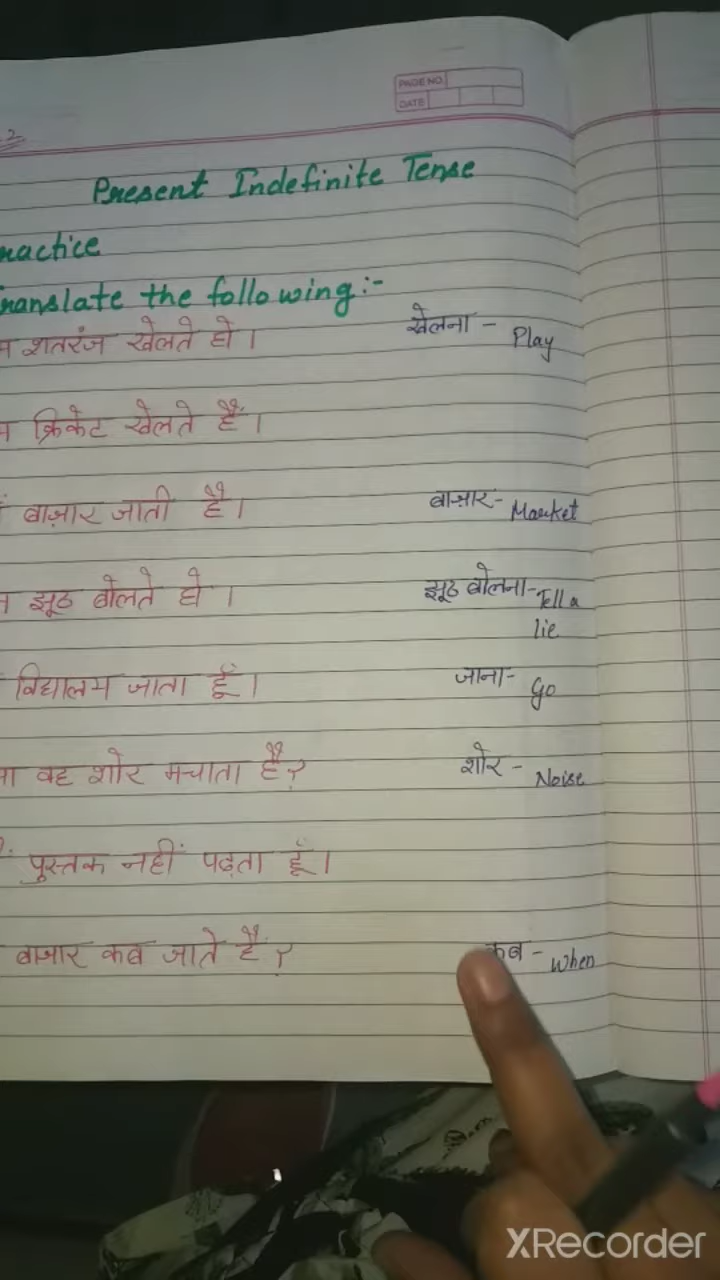 PAGE NO.
DATE
2
Present Indefinite Tense
ractice
ranslate the following:-
शतरंज खेलते हो। खेलना - Play
क्रिकेट खेलते हैं।
बाज़ार जाती है। बाज़ार- Market
झूठ बोलते हो। झूठ बोलना- Tell a
lie
विद्यालय जाता हूँ। जाना- Go
वह शोर मचाता है? शोर - Noise
पुस्तक नहीं पढ़ता हूँ।
बाजार कब जाते हैं? कब - When
XRecorder